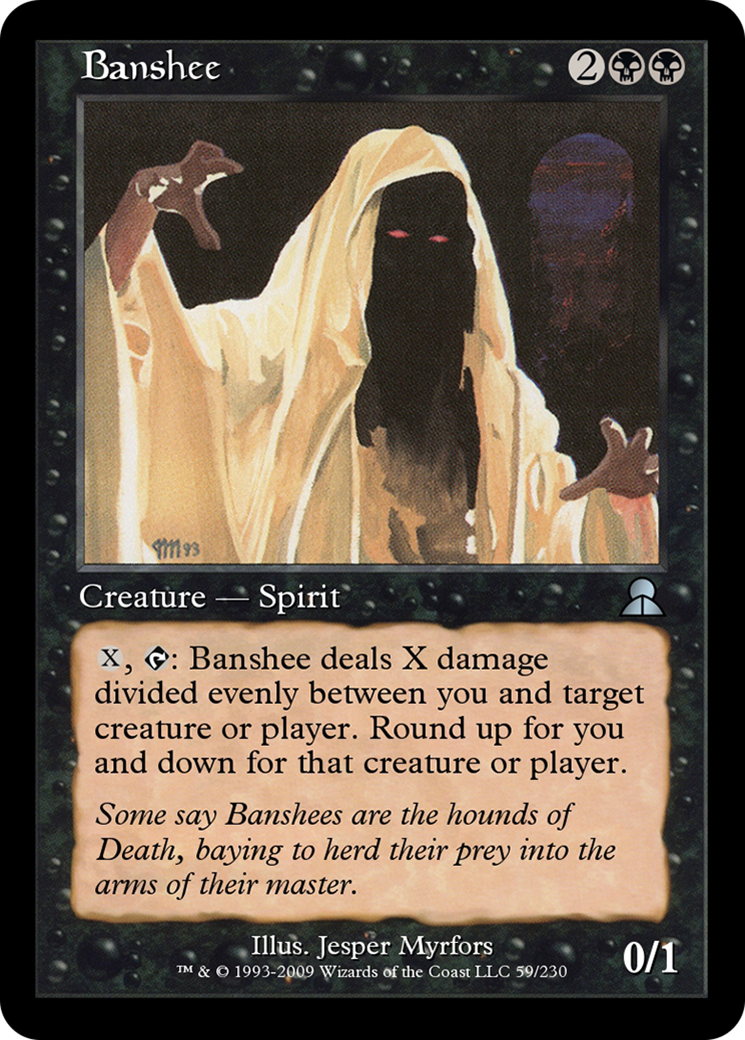 Banshee 2
M93
Creature — Spirit
X, : Banshee deals X damage
divided evenly between you and target
creature or player. Round up for you
and down for that creature or player.
Some say Banshees are the hounds of
Death, baying to herd their prey into the
arms of their master.
Illus. Jesper Myrfors
™ & © 1993-2009 Wizards of the Coast LLC 59/230
0/1